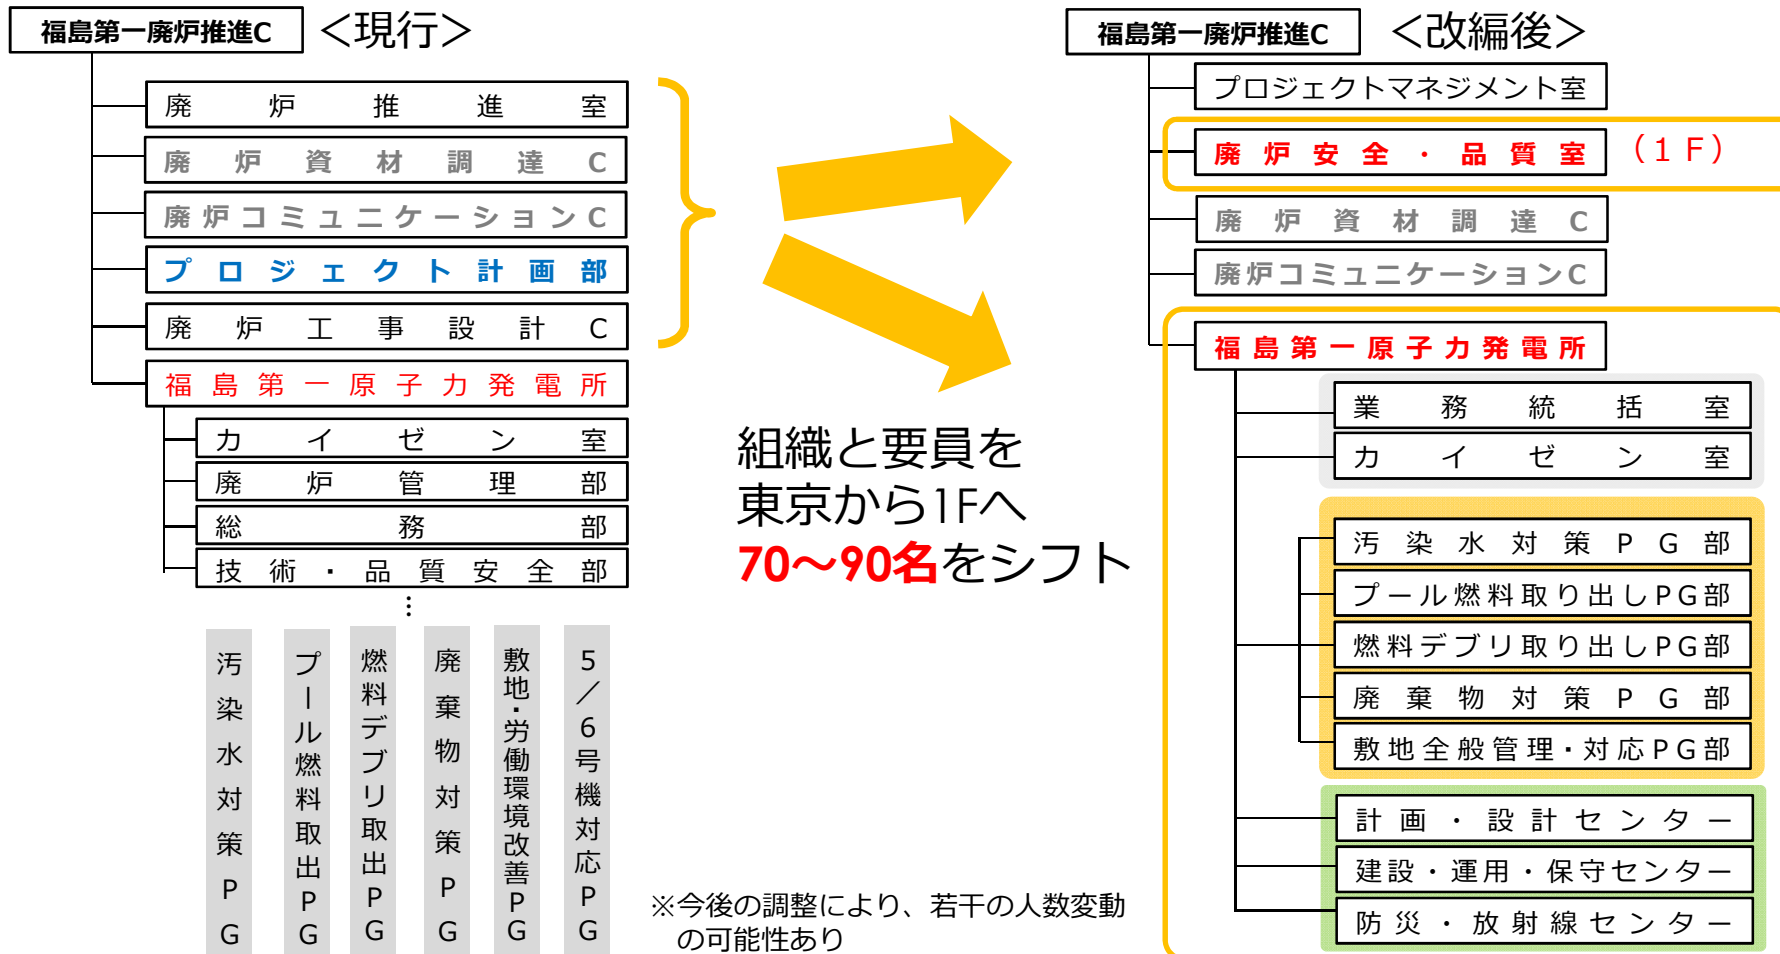 福島第一廃炉推進C
＜現行＞
廃炉推進室
廃炉資材調達C
廃炉コミュニケーションC
プロジェクト計画部
廃炉工事設計C
福島第一原子力発電所
カイゼン室
廃炉管理部
総務部
技術・品質安全部
…
汚染水対策PG
プール燃料取出PG
燃料デブリ取出PG
廃棄物対策PG
敷地・労働環境改善PG
5／6号機対応PG
組織と要員を
東京から1Fへ
70～90名をシフト
※今後の調整により、若干の人数変動
の可能性あり
福島第一廃炉推進C
＜改編後＞
プロジェクトマネジメント室
廃炉安全・品質室
（１Ｆ）
廃炉資材調達C
廃炉コミュニケーションC
福島第一原子力発電所
業務統括室
カイゼン室
汚染水対策PG部
プール燃料取り出しPG部
燃料デブリ取り出しPG部
廃棄物対策PG部
敷地全般管理・対応PG部
計画・設計センター
建設・運用・保守センター
防災・放射線センター